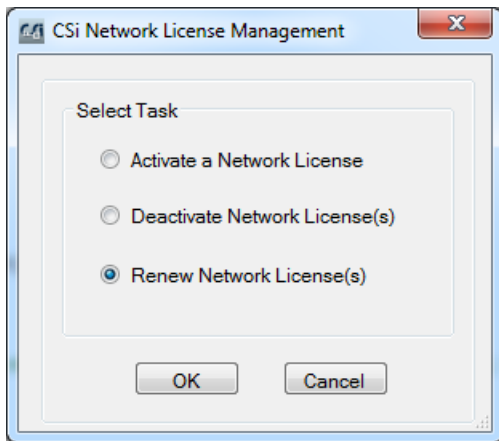 CSi Network License Management
Select Task
Activate a Network License
Deactivate Network License(s)
Renew Network License(s)
OK
Cancel